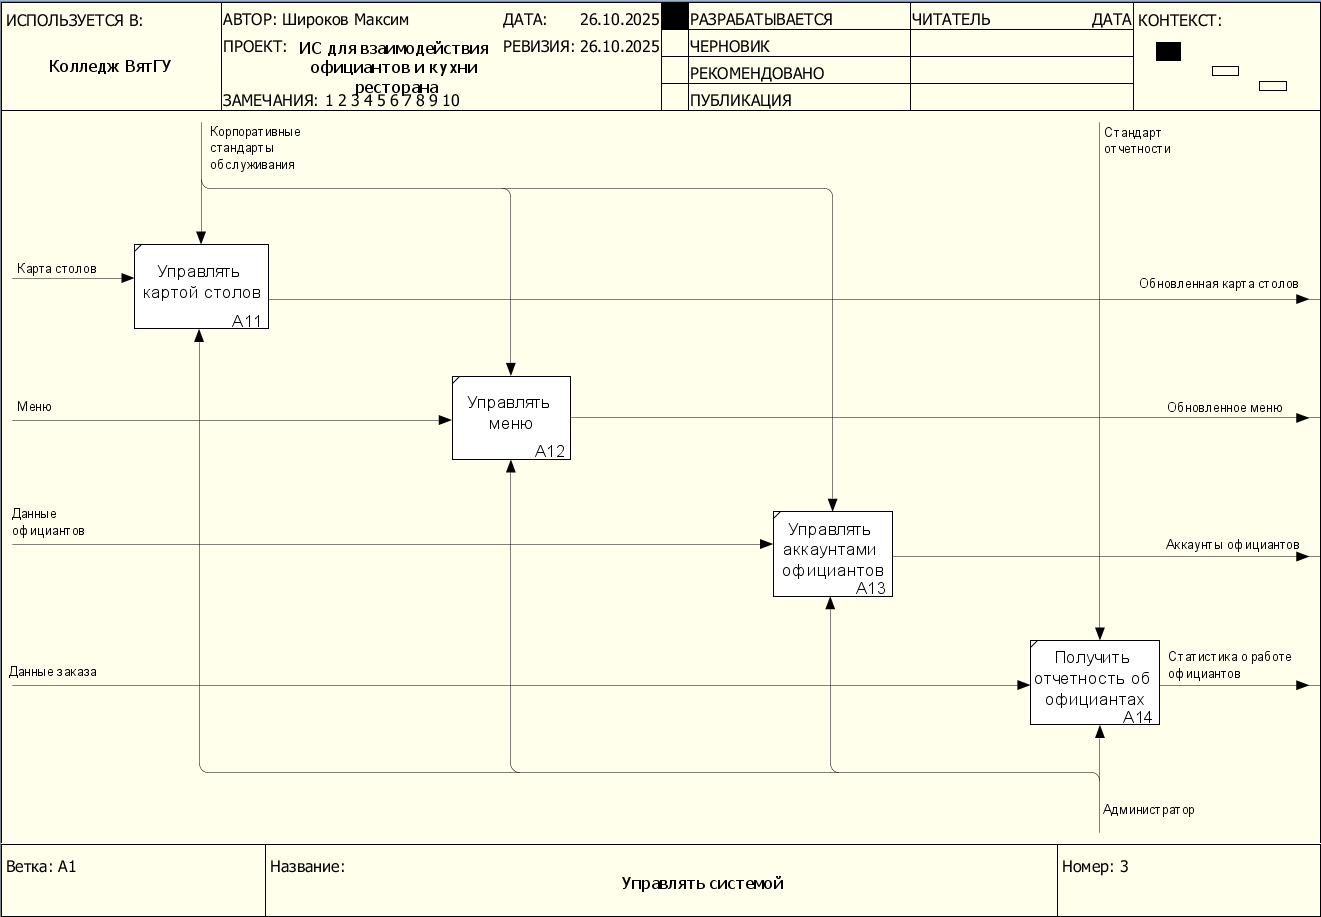 ИСПОЛЬЗУЕТСЯ В:
Колледж ВятГУ
АВТОР: Широков Максим
ДАТА: 26.10.2025
ПРОЕКТ: ИС для взаимодействия
официантов и кухни
ресторана
РЕВИЗИЯ: 26.10.2025
ЗАМЕЧАНИЯ: 1 2 3 4 5 6 7 8 9 10
РАЗРАБАТЫВАЕТСЯ
ЧЕРНОВИК
РЕКОМЕНДОВАНО
ПУБЛИКАЦИЯ
ЧИТАТЕЛЬ
ДАТА
КОНТЕКСТ:
Корпоративные
стандарты
обслуживания
Стандарт
отчетности
Карта столов
Управлять
картой столов
A11
Обновленная карта столов
Меню
Управлять
меню
A12
Обновленное меню
Данные
официантов
Управлять
аккаунтами
официантов
A13
Аккаунты официантов
Данные заказа
Получить
отчетность об
официантах
A14
Статистика о работе
официантов
Администратор
Ветка: A1
Название:
Управлять системой
Номер: 3